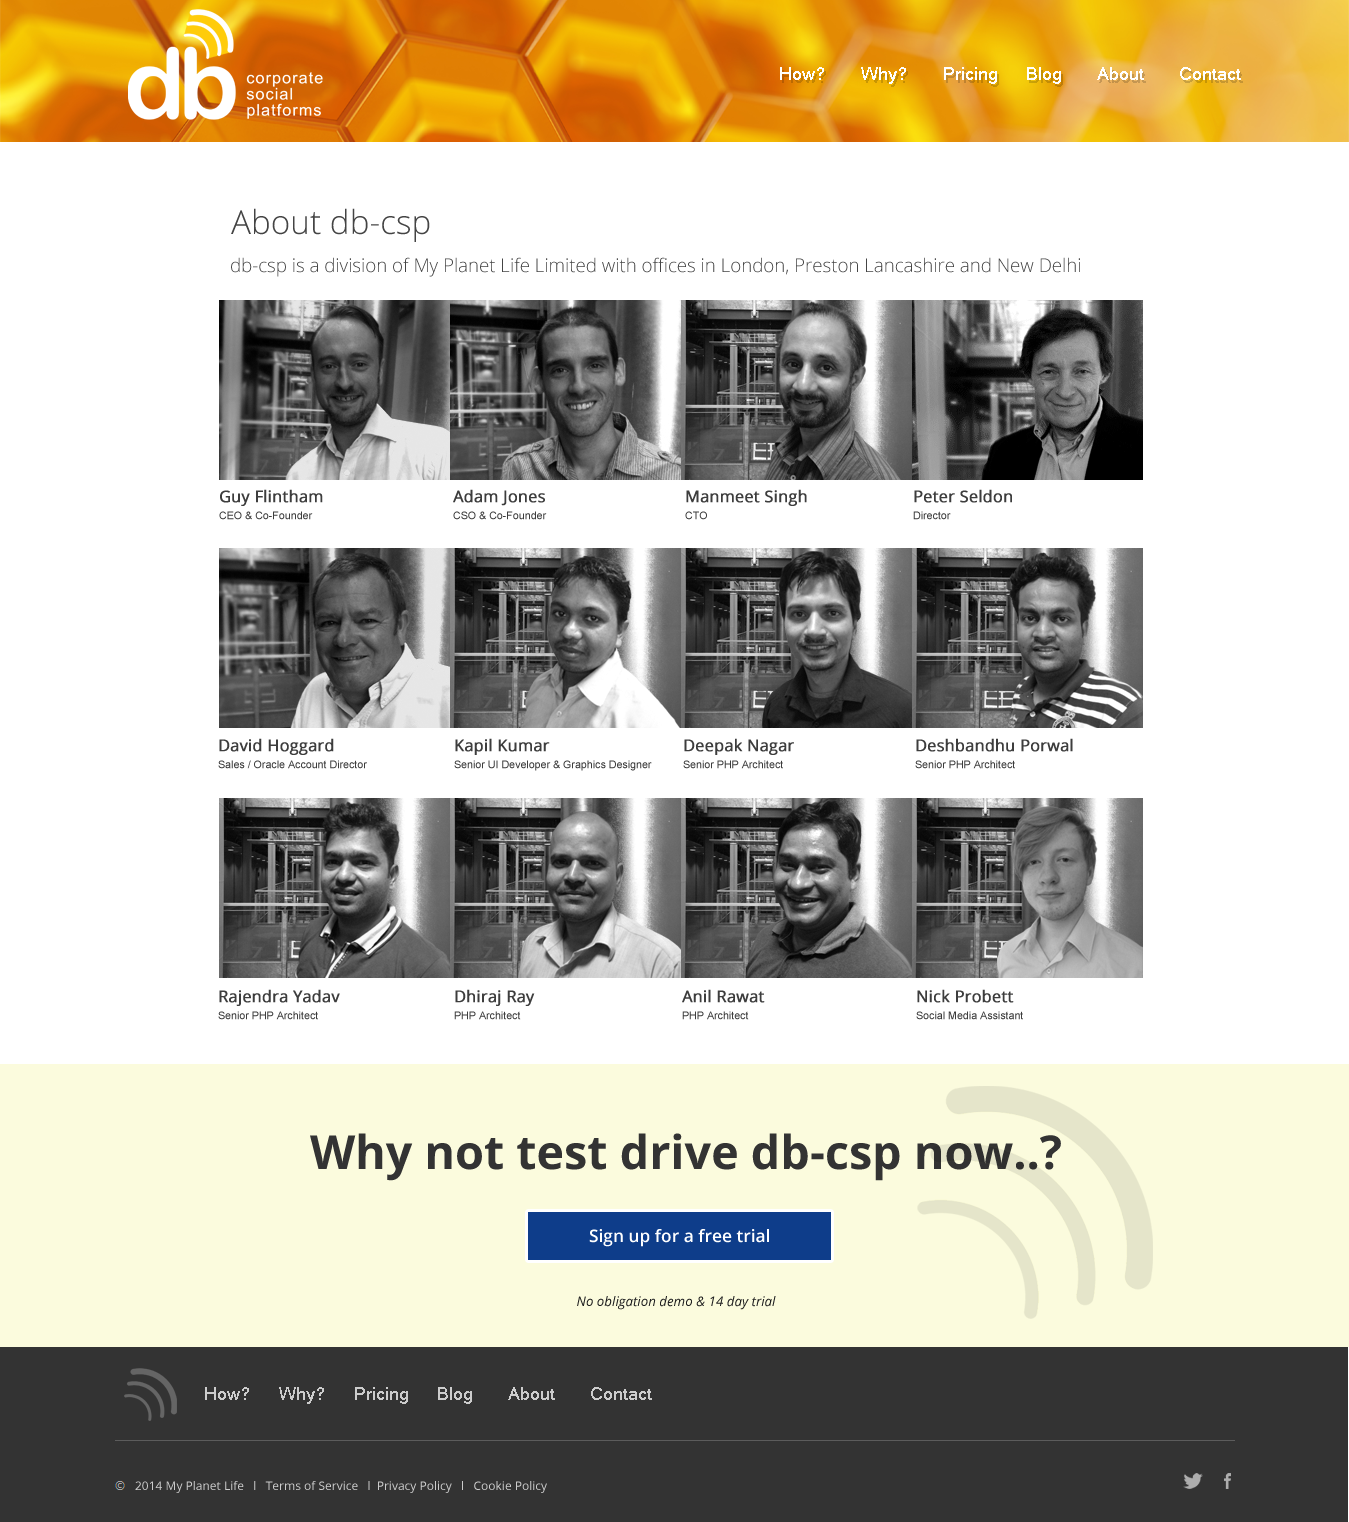 db corporate
social
platforms
How? Why? Pricing Blog About Contact
About db-csp
db-csp is a division of My Planet Life Limited with offices in London, Preston Lancashire and New Delhi
Guy Flintham
CEO & Co-Founder
Adam Jones
CSO & Co-Founder
Manmeet Singh
CTO
Peter Seldon
Director
David Hoggard
Sales / Oracle Account Director
Kapil Kumar
Senior UI Developer & Graphics Designer
Deepak Nagar
Senior PHP Architect
Deshbandhu Porwal
Senior PHP Architect
Rajendra Yadav
Senior PHP Architect
Dhiraj Ray
PHP Architect
Anil Rawat
PHP Architect
Nick Probett
Social Media Assistant
Why not test drive db-csp now..?
Sign up for a free trial
No obligation demo & 14 day trial
How? Why? Pricing Blog About Contact
© 2014 My Planet Life | Terms of Service | Privacy Policy | Cookie Policy